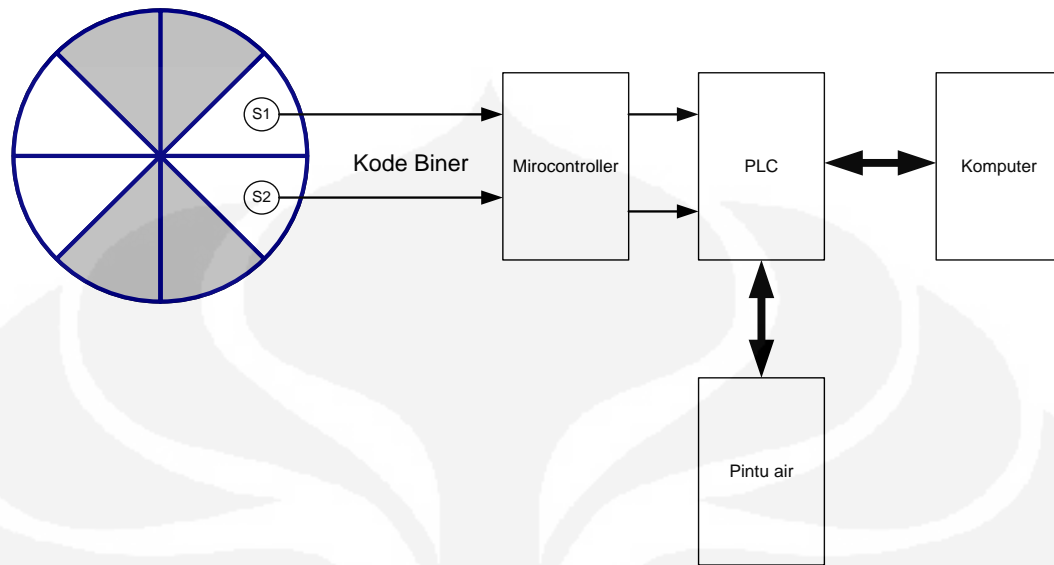 S1
S2
Kode Biner
Mirocontroller
PLC
Komputer
Pintu air